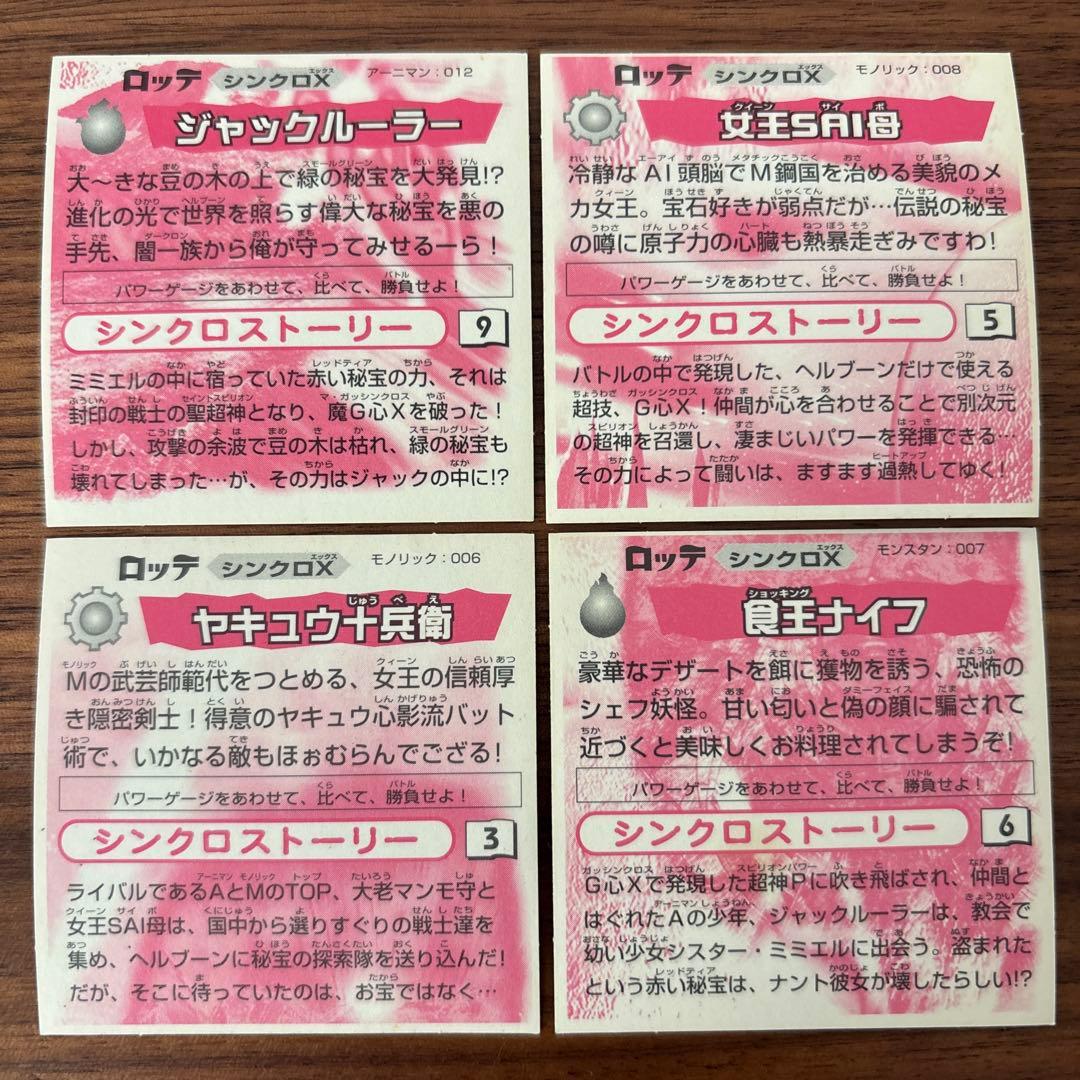 ロッテ シンクロX エックス アーニマン：012
ジャックルーラー
大〜きな豆の木の上で緑の秘宝を大発見!?
進化の光で世界を照らす偉大な秘宝を悪の
手先、闇一族から俺が守ってみせるーら！
パワーゲージをあわせて、比べて、勝負せよ！
シンクロストーリー 9
ミミエルの中に宿っていた赤い秘宝の力、それは
封印の戦士の聖超神となり、魔G心Xを破った！
しかし、攻撃の余波で豆の木は枯れ、緑の秘宝も
壊れてしまった…が、その力はジャックの中に!?
ロッテ シンクロX エックス モノリック：008
女王SAI母
冷静なAI頭脳でM鋼国を治める美貌のメ
カ女王。宝石好きが弱点だが…伝説の秘宝
の噂に原子力の心臓も熱暴走ぎみですわ！
パワーゲージをあわせて、比べて、勝負せよ！
シンクロストーリー 5
バトルの中で発現した、ヘルブーンだけで使える
超技、G心X！仲間が心を合わせることで別次元
の超神を召還し、凄まじいパワーを発揮できる…
その力によって闘いは、ますます過熱してゆく！
ロッテ シンクロX エックス モノリック：006
ヤキュウ十兵衛
Mの武芸師範代をつとめる、女王の信頼厚
き隠密剣士！得意のヤキュウ心影流バット
術で、いかなる敵もほぉむらんでござる！
パワーゲージをあわせて、比べて、勝負せよ！
シンクロストーリー 3
ライバルであるAとMのTOP、大老マンモ守と
女王SAI母は、国中から選りすぐりの戦士達を
集め、ヘルブーンに秘宝の探索隊を送り込んだ！
だが、そこに待っていたのは、お宝ではなく…
ロッテ シンクロX エックス モンスタン：007
食王ナイフ
豪華なデザートを餌に獲物を誘う、恐怖の
シェフ妖怪。甘い匂いと偽の顔に騙されて
近づくと美味しくお料理されてしまうぞ！
パワーゲージをあわせて、比べて、勝負せよ！
シンクロストーリー 6
G心Xで発現した超神Pに吹き飛ばされ、仲間と
はぐれたAの少年、ジャックルーラーは、教会で
幼い少女シスター・ミミエルに出会う。盗まれた
という赤い秘宝は、ナント彼女が壊したらしい!?